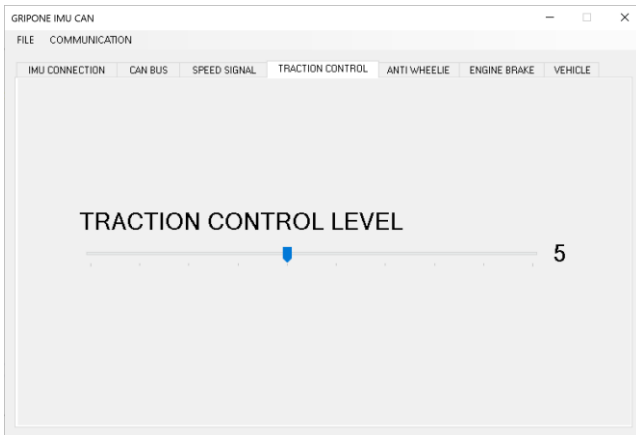 GRIPONE IMU CAN
FILE COMMUNICATION
IMU CONNECTION CAN BUS SPEED SIGNAL TRACTION CONTROL ANTI WHEELIE ENGINE BRAKE VEHICLE
TRACTION CONTROL LEVEL
5